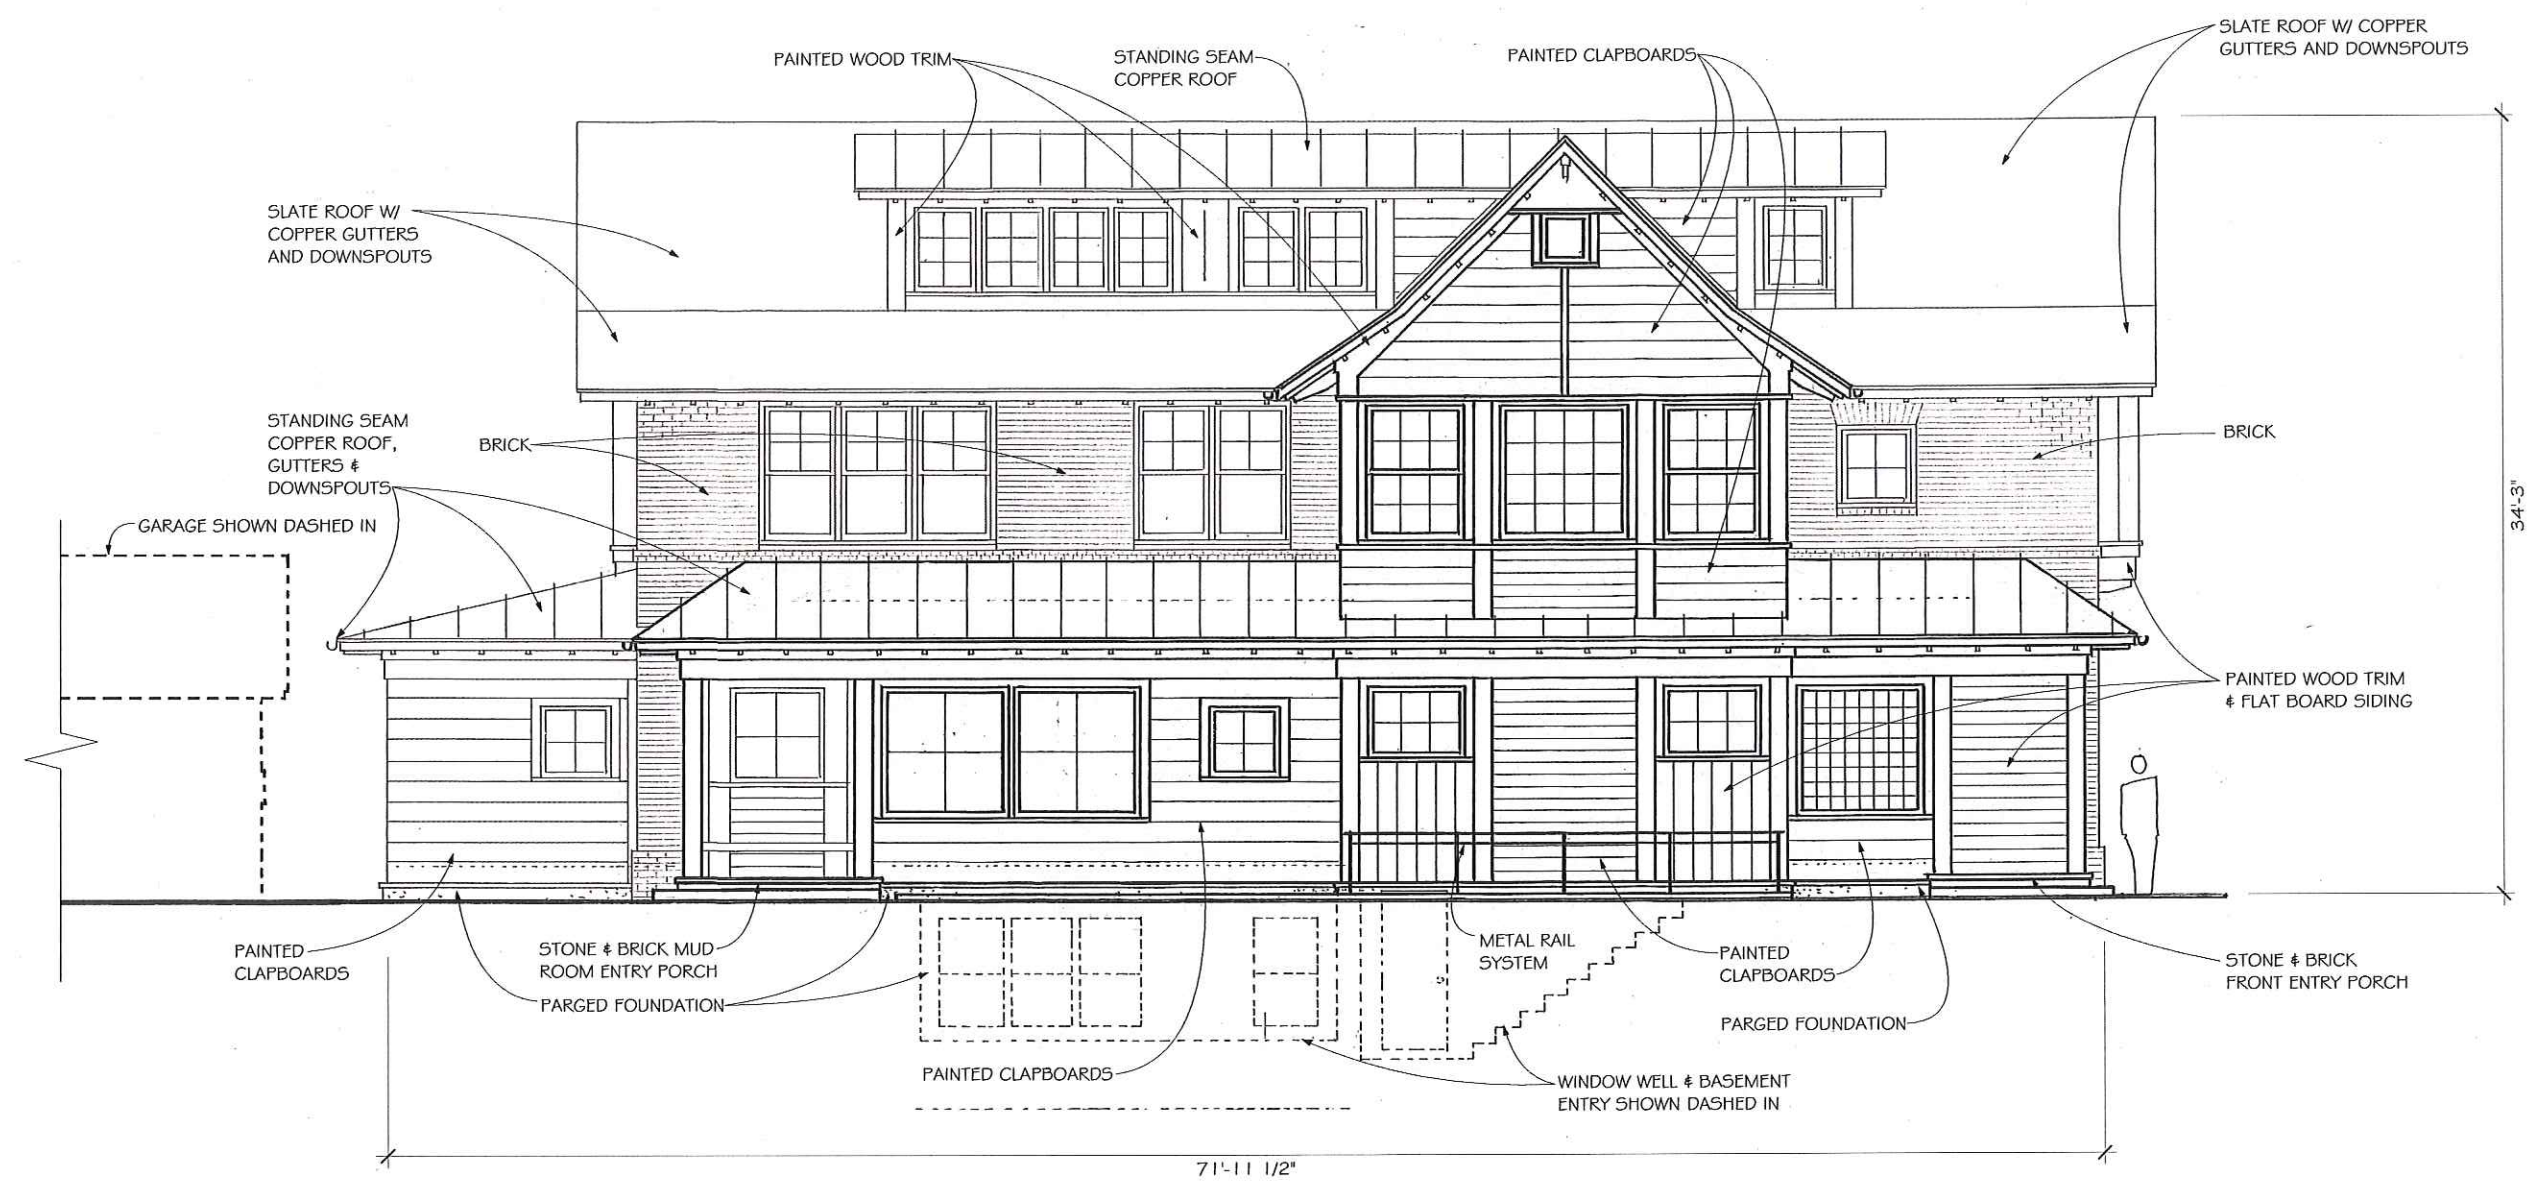 PAINTED WOOD TRIM
STANDING SEAM
COPPER ROOF
PAINTED CLAPBOARDS
SLATE ROOF W/ COPPER
GUTTERS AND DOWNSPOUTS
SLATE ROOF W/
COPPER GUTTERS
AND DOWNSPOUTS
STANDING SEAM
COPPER ROOF,
GUTTERS &
DOWNSPOUTS
BRICK
BRICK
GARAGE SHOWN DASHED IN
34'-3"
PAINTED WOOD TRIM
& FLAT BOARD SIDING
PAINTED
CLAPBOARDS
STONE & BRICK MUD
ROOM ENTRY PORCH
PARGED FOUNDATION
METAL RAIL
SYSTEM
PAINTED
CLAPBOARDS
STONE & BRICK
FRONT ENTRY PORCH
PARGED FOUNDATION
PAINTED CLAPBOARDS
WINDOW WELL & BASEMENT
ENTRY SHOWN DASHED IN
71'-11 1/2"